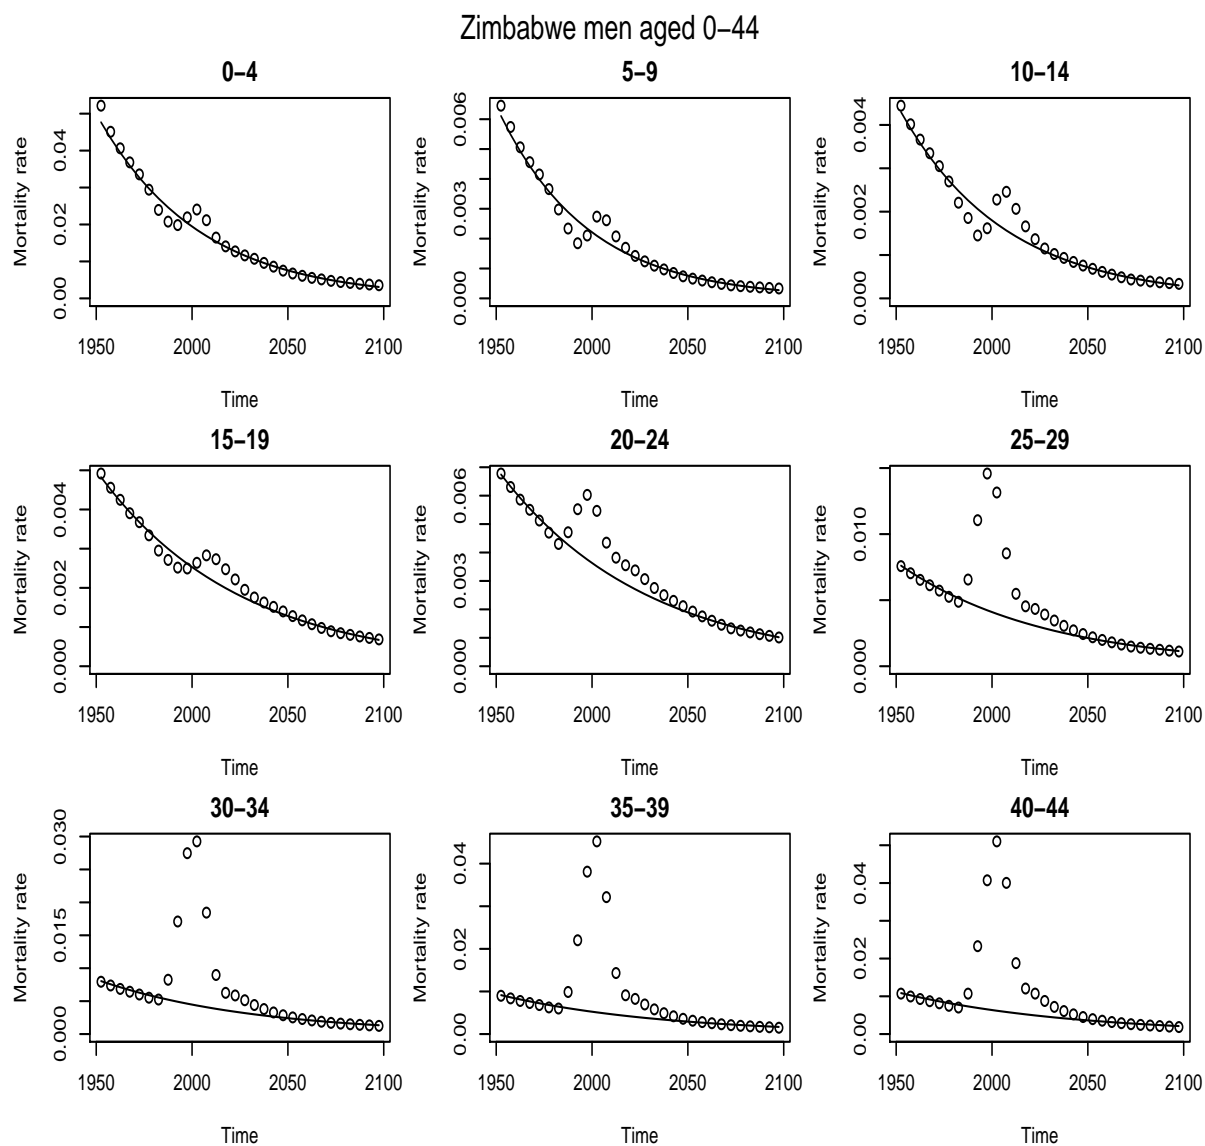 Zimbabwe men aged 0−44
0−4
5−9
10−14
Mortality rate
0.00 0.02 0.04
Mortality rate
0.000 0.003 0.006
Mortality rate
0.000 0.002 0.004
1950 2000 2050 2100
1950 2000 2050 2100
1950 2000 2050 2100
Time
Time
Time
15−19
20−24
25−29
Mortality rate
0.000 0.002 0.004
Mortality rate
0.000 0.003 0.006
Mortality rate
0.000 0.010
1950 2000 2050 2100
1950 2000 2050 2100
1950 2000 2050 2100
Time
Time
Time
30−34
35−39
40−44
Mortality rate
0.000 0.015 0.030
Mortality rate
0.00 0.02 0.04
Mortality rate
0.00 0.02 0.04
1950 2000 2050 2100
1950 2000 2050 2100
1950 2000 2050 2100
Time
Time
Time